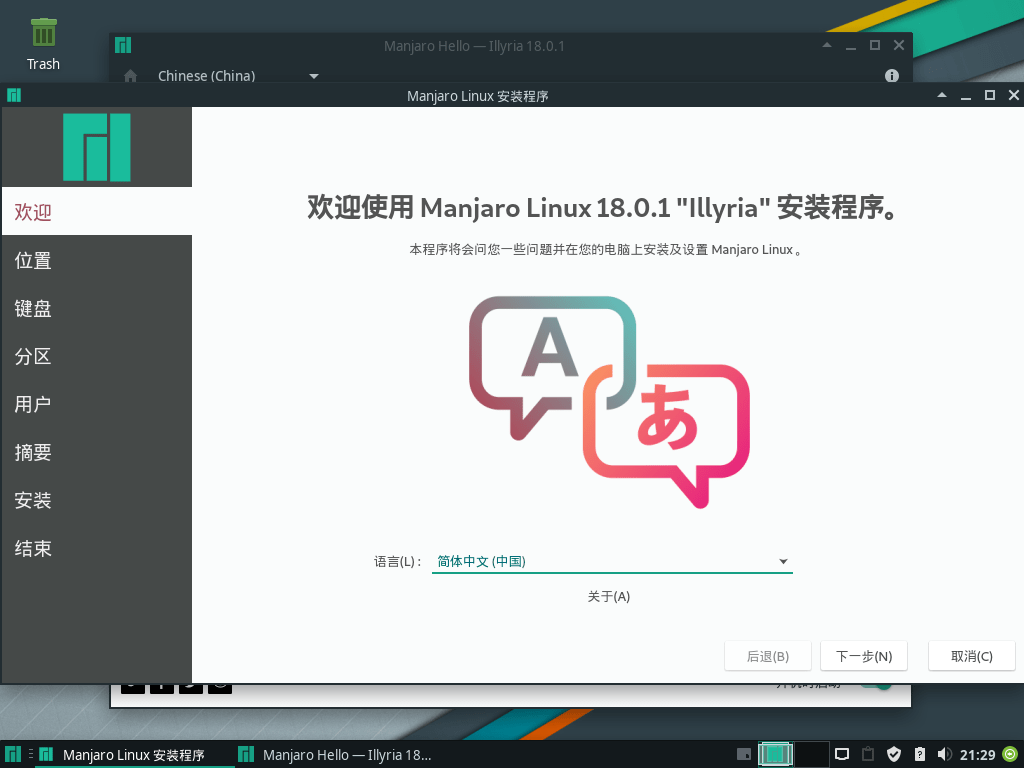 Trash
Manjaro Hello — Illyria 18.0.1
Chinese (China)
Manjaro Linux 安装程序
欢迎
位置
键盘
分区
用户
摘要
安装
结束
欢迎使用 Manjaro Linux 18.0.1 "Illyria" 安装程序。
本程序将会问您一些问题并在您的电脑上安装及设置 Manjaro Linux 。
A
あ
语言(L)：
简体中文 (中国)
关于(A)
后退(B)
下一步(N)
取消(C)
Manjaro Linux 安装程序
Manjaro Hello — Illyria 18...
21:29